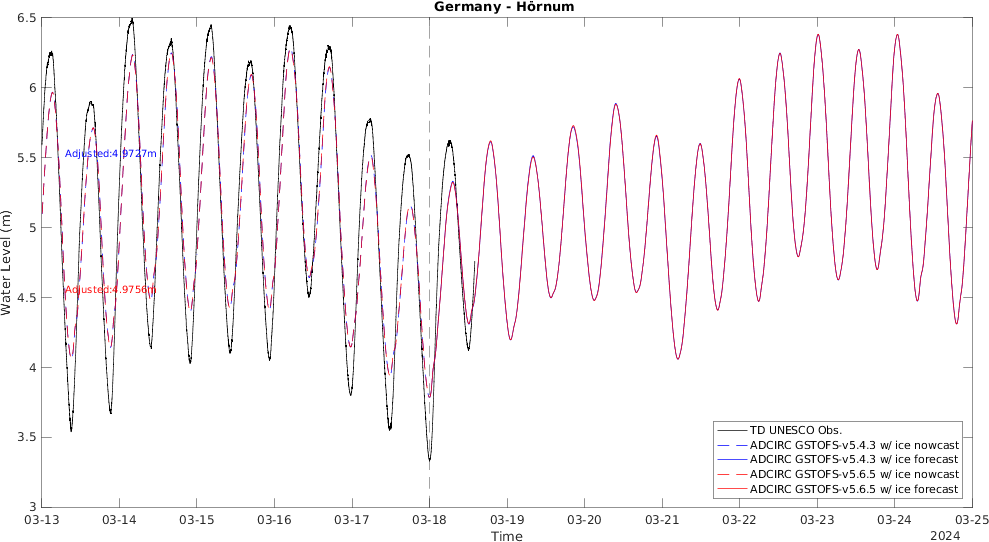 Germany - Hörnum
6.5
6
5.5
5
4.5
4
3.5
3
Water Level (m)
Adjusted:4.9727m
Adjusted:4.9756m
TD UNESCO Obs.
ADCIRC GSTOFS-v5.4.3 w/ ice nowcast
ADCIRC GSTOFS-v5.4.3 w/ ice forecast
ADCIRC GSTOFS-v5.6.5 w/ ice nowcast
ADCIRC GSTOFS-v5.6.5 w/ ice forecast
03-13 03-14 03-15 03-16 03-17 03-18 03-19 03-20 03-21 03-22 03-23 03-24 03-25
Time
2024